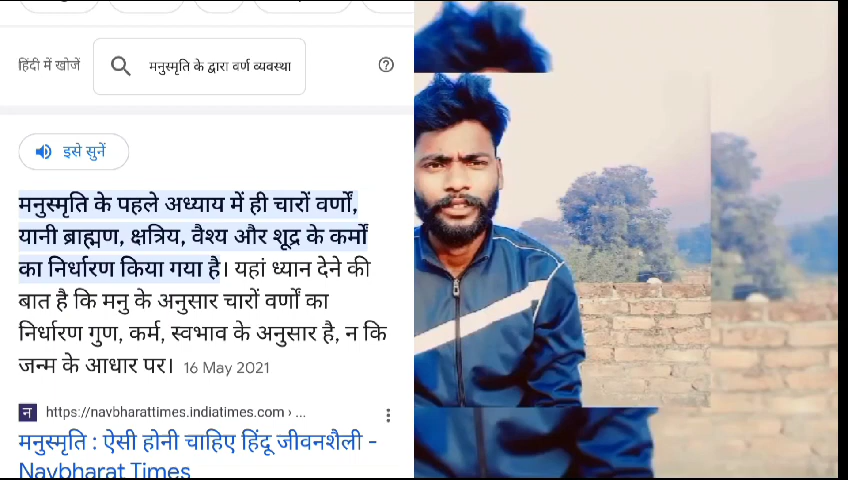 हिंदी में खोजें
मनुस्मृति के द्वारा वर्ण व्यवस्था
इसे सुनें
मनुस्मृति के पहले अध्याय में ही चारों वर्णों,
यानी ब्राह्मण, क्षत्रिय, वैश्य और शूद्र के कर्मों
का निर्धारण किया गया है। यहां ध्यान देने की
बात है कि मनु के अनुसार चारों वर्णों का
निर्धारण गुण, कर्म, स्वभाव के अनुसार है, न कि
जन्म के आधार पर। 16 May 2021
न https://navbharattimes.indiatimes.com › ...
मनुस्मृति : ऐसी होनी चाहिए हिंदू जीवनशैली -
Navbharat Times